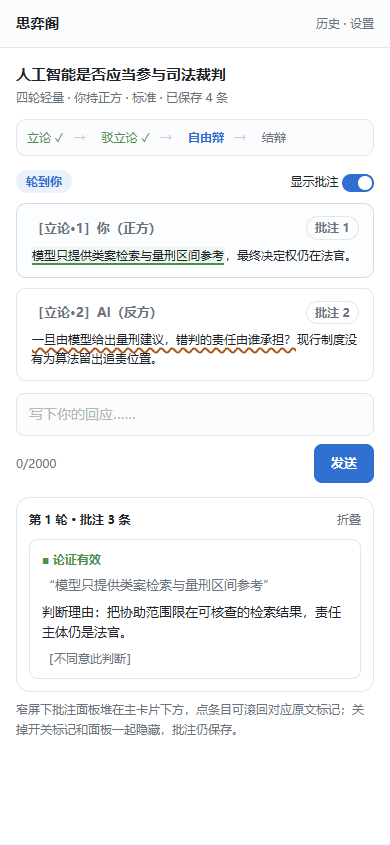 思弈阁
历史 · 设置
人工智能是否应当参与司法裁判
四轮轻量 · 你持正方 · 标准 · 已保存 4 条
立论 ✓ → 驳立论 ✓ → 自由辩 → 结辩
轮到你
显示批注
［立论•1］你（正方）
批注 1
模型只提供类案检索与量刑区间参考，最终决定权仍在法官。
［立论•2］AI（反方）
批注 2
一旦由模型给出量刑建议，错判的责任由谁承担？现行制度没
有为算法留出追责位置。
写下你的回应……
0/2000
发送
第 1 轮 • 批注 3 条
折叠
■ 论证有效
“模型只提供类案检索与量刑区间参考”
判断理由：把协助范围限在可核查的检索结果，责任
主体仍是法官。
［不同意此判断］
窄屏下批注面板堆在主卡片下方，点条目可滚回对应原文标记；关
掉开关标记和面板一起隐藏，批注仍保存。